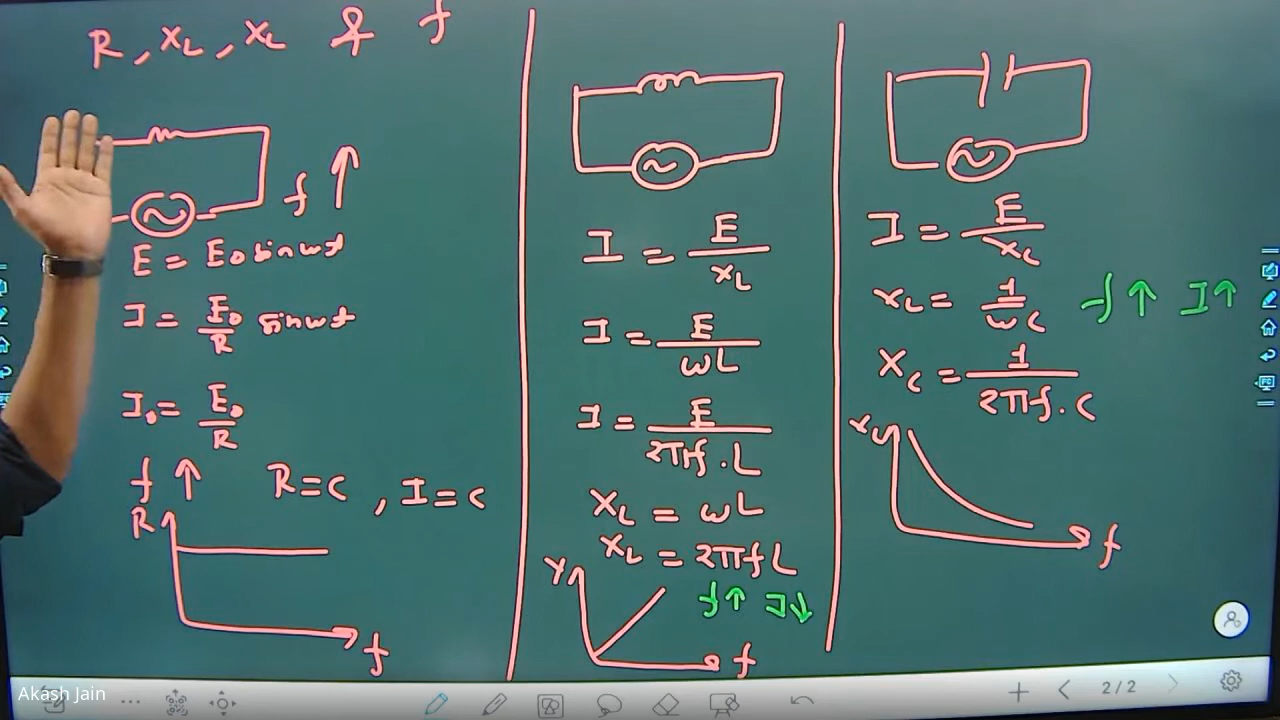 R, XL, XL & f
f ↑
E = E0 sinωt
I = E0/R sinωt
I0 = E0/R
f ↑ R = C, I = C
R
f
I = E/XL
I = E/ωL
I = E/2πf.L
XL = ωL
XL = 2πfL
f↑ I↓
f
I = E/XC
XC = 1/ωC
f↑ I↑
XC = 1/2πf.C
f
Akash Jain
2/2